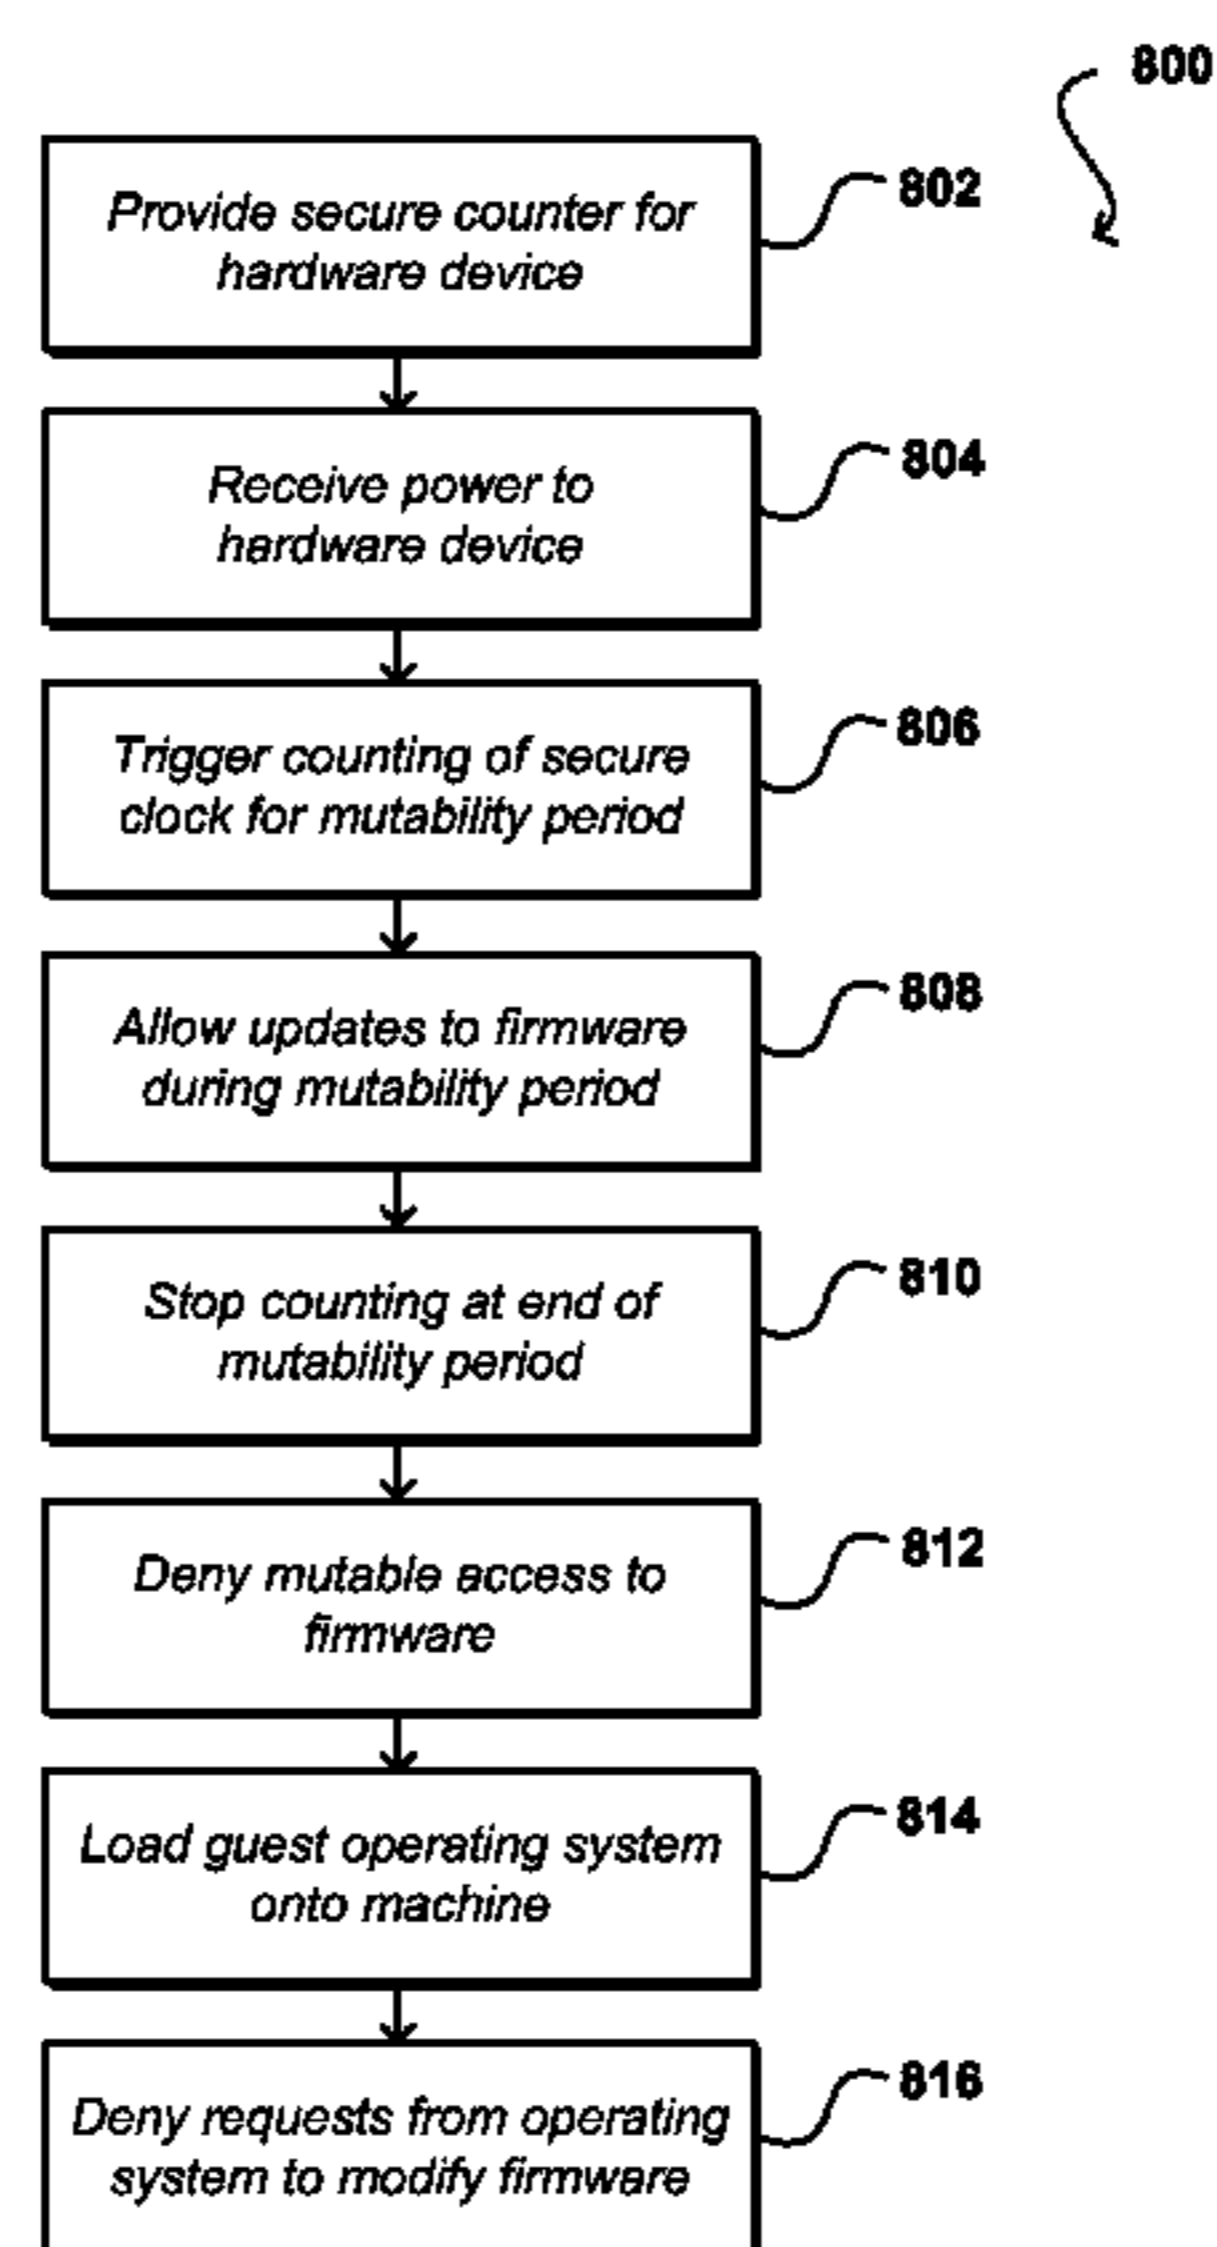 800
Provide secure counter for
hardware device
802
Receive power to
hardware device
804
Trigger counting of secure
clock for mutability period
806
Allow updates to firmware
during mutability period
808
Stop counting at end of
mutability period
810
Deny mutable access to
firmware
812
Load guest operating system
onto machine
814
Deny requests from operating
system to modify firmware
816